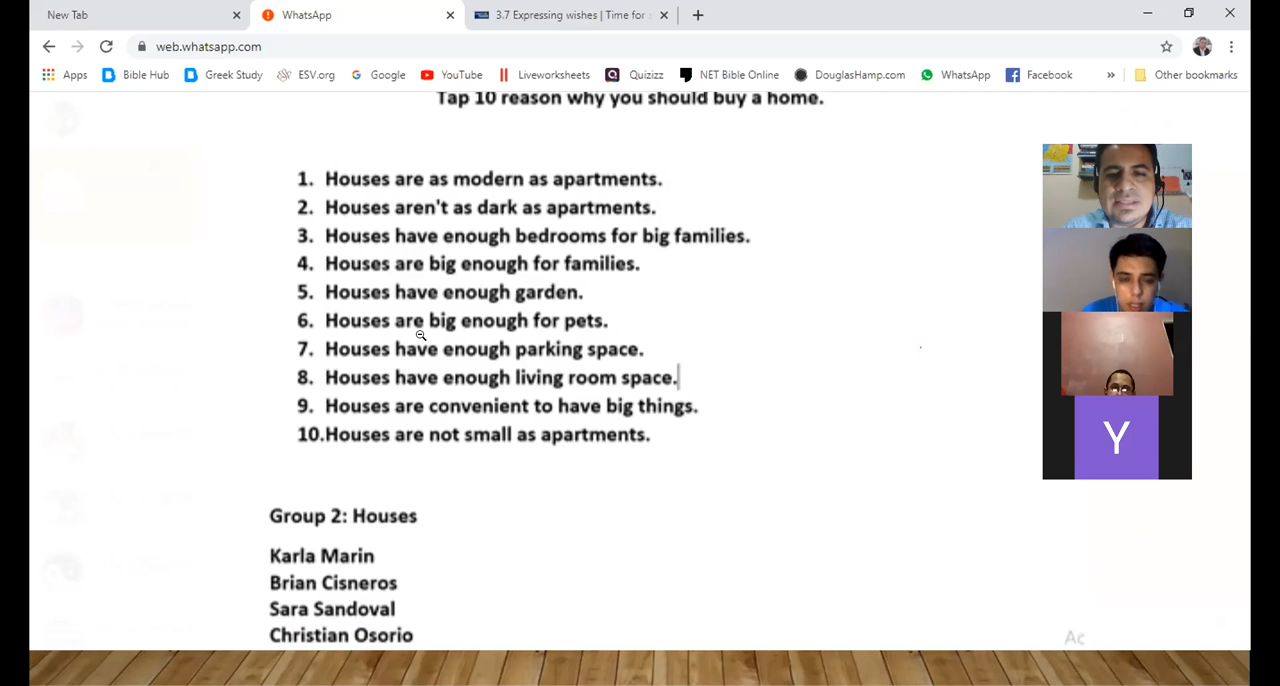 New Tab
WhatsApp
3.7 Expressing wishes | Time for
web.whatsapp.com
Apps
Bible Hub
Greek Study
ESV.org
Google
YouTube
Liveworksheets
Quizizz
NET Bible Online
DouglasHamp.com
WhatsApp
Facebook
»
Other bookmarks
Tap 10 reason why you should buy a home.
1. Houses are as modern as apartments.
2. Houses aren't as dark as apartments.
3. Houses have enough bedrooms for big families.
4. Houses are big enough for families.
5. Houses have enough garden.
6. Houses are big enough for pets.
7. Houses have enough parking space.
8. Houses have enough living room space.
9. Houses are convenient to have big things.
10.Houses are not small as apartments.
Y
Group 2: Houses
Karla Marin
Brian Cisneros
Sara Sandoval
Christian Osorio
Ac